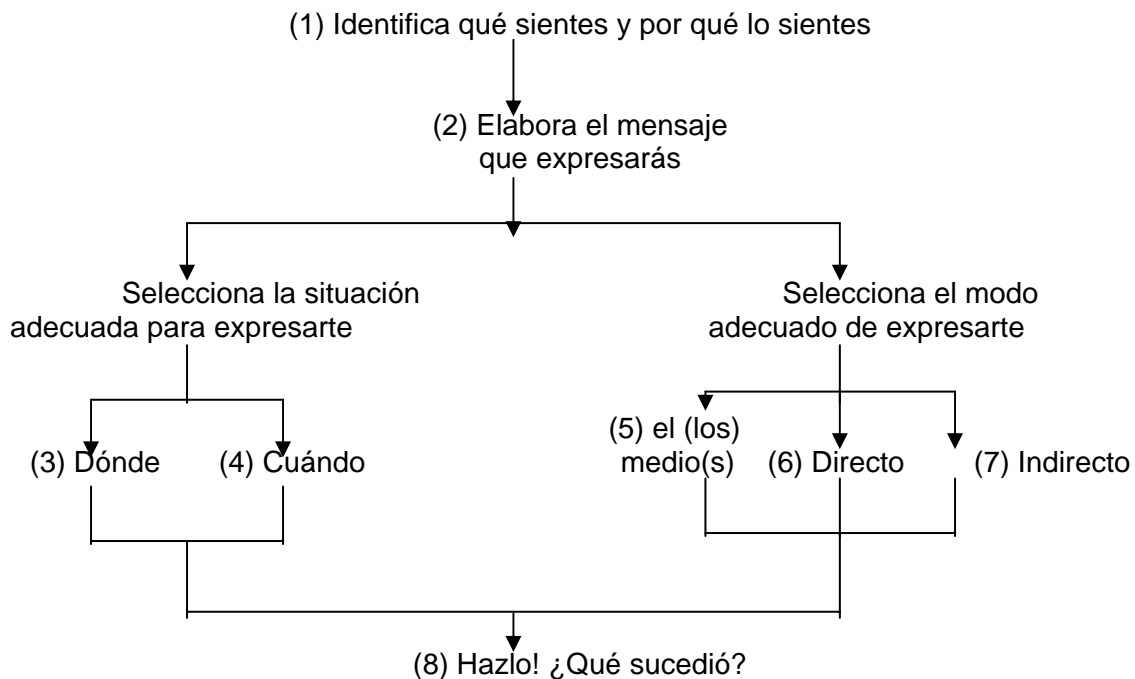 (1) Identifica qué sientes y por qué lo sientes
(2) Elabora el mensaje
que expresarás
Selecciona la situación
adecuada para expresarte
Selecciona el modo
adecuado de expresarte
(3) Dónde
(4) Cuándo
(5) el (los)
medio(s)
(6) Directo
(7) Indirecto
(8) Hazlo! ¿Qué sucedió?